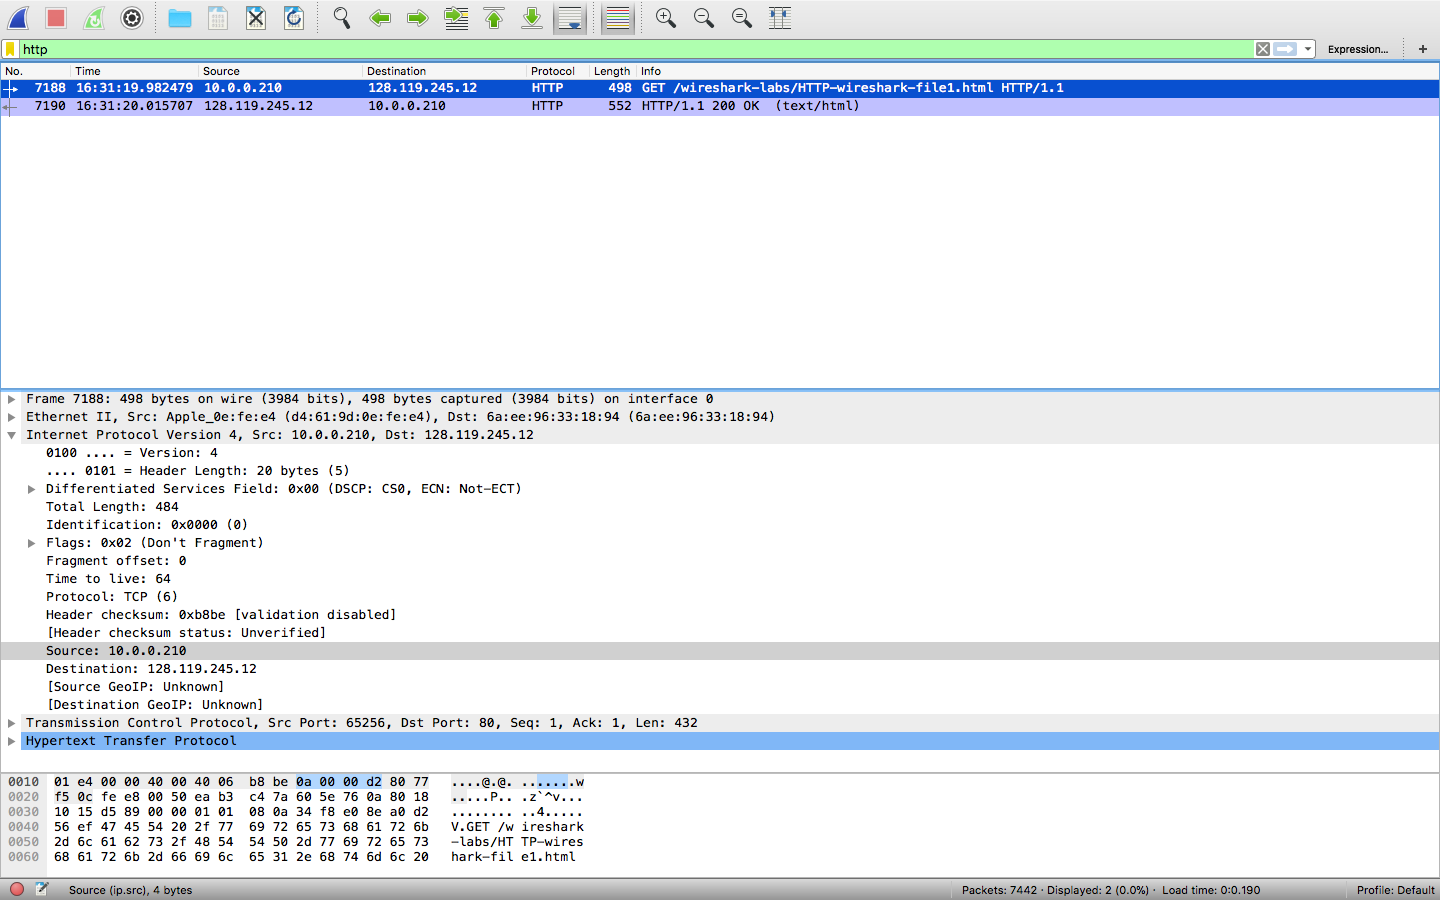 http
Expression...
+
No. Time Source Destination Protocol Length Info
7188 16:31:19.982479 10.0.0.210 128.119.245.12 HTTP 498 GET /wireshark-labs/HTTP-wireshark-file1.html HTTP/1.1
7190 16:31:20.015707 128.119.245.12 10.0.0.210 HTTP 552 HTTP/1.1 200 OK (text/html)
Frame 7188: 498 bytes on wire (3984 bits), 498 bytes captured (3984 bits) on interface 0
Ethernet II, Src: Apple_0e:fe:e4 (d4:61:9d:0e:fe:e4), Dst: 6a:ee:96:33:18:94 (6a:ee:96:33:18:94)
Internet Protocol Version 4, Src: 10.0.0.210, Dst: 128.119.245.12
0100 .... = Version: 4
.... 0101 = Header Length: 20 bytes (5)
Differentiated Services Field: 0x00 (DSCP: CS0, ECN: Not-ECT)
Total Length: 484
Identification: 0x0000 (0)
Flags: 0x02 (Don't Fragment)
Fragment offset: 0
Time to live: 64
Protocol: TCP (6)
Header checksum: 0xb8be [validation disabled]
[Header checksum status: Unverified]
Source: 10.0.0.210
Destination: 128.119.245.12
[Source GeoIP: Unknown]
[Destination GeoIP: Unknown]
Transmission Control Protocol, Src Port: 65256, Dst Port: 80, Seq: 1, Ack: 1, Len: 432
Hypertext Transfer Protocol
0010 01 e4 00 00 40 00 40 06 b8 be 0a 00 00 d2 80 77 ....@.@. .......w
0020 f5 0c fe e8 00 50 ea b3 c4 7a 60 5e 76 0a 80 18 .....P.. .z`^v...
0030 10 15 d5 89 00 00 01 01 08 0a 34 f8 e0 8e a0 d2 ........ ..4.....
0040 56 ef 47 45 54 20 2f 77 69 72 65 73 68 61 72 6b V.GET /w ireshark
0050 2d 6c 61 62 73 2f 48 54 54 50 2d 77 69 72 65 73 -labs/HT TP-wires
0060 68 61 72 6b 2d 66 69 6c 65 31 2e 68 74 6d 6c 20 hark-fil e1.html
Source (ip.src), 4 bytes
Packets: 7442 · Displayed: 2 (0.0%) · Load time: 0:0.190
Profile: Default